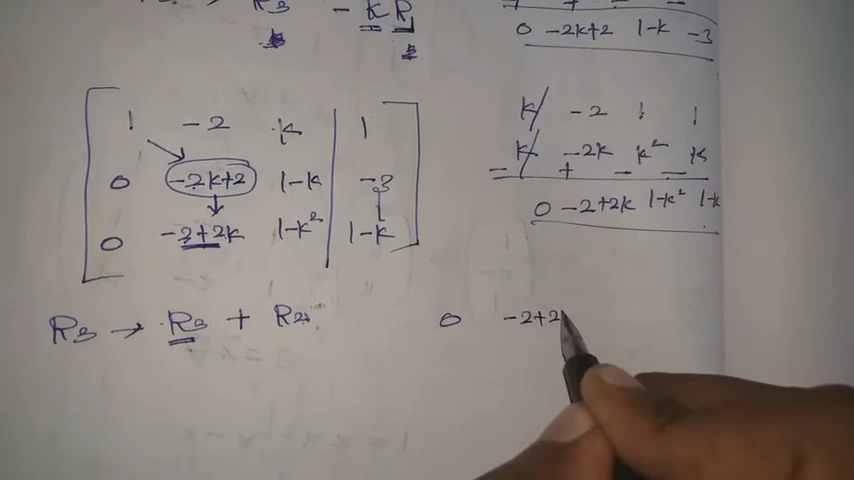 R3 - KR1
0 -2k+2 1-k -3
1 -2 k 1
0 -2k+2 1-k -3
0 -2+2k 1-k² 1-k
k -2 1 1
k -2k k² k
- + - -
0 -2+2k 1-k² 1-k
R3 → R3 + R2
0 -2+2